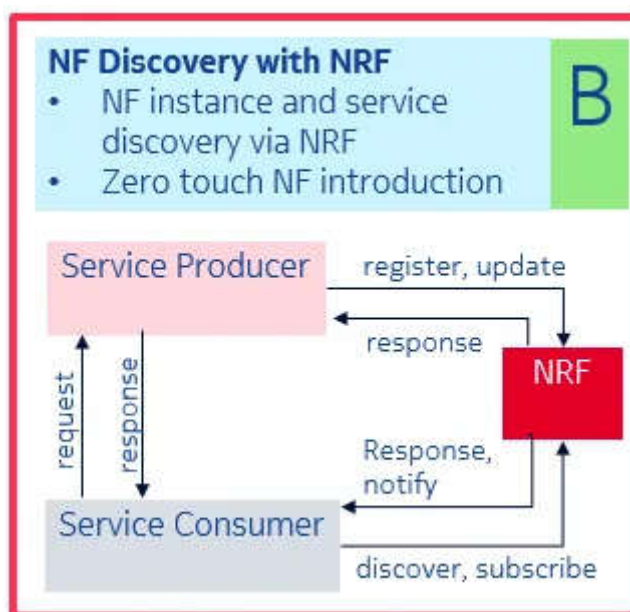 NF Discovery with NRF
• NF instance and service
discovery via NRF
• Zero touch NF introduction
B
Service Producer
register, update
response
NRF
request
response
Response,
notify
Service Consumer
discover, subscribe